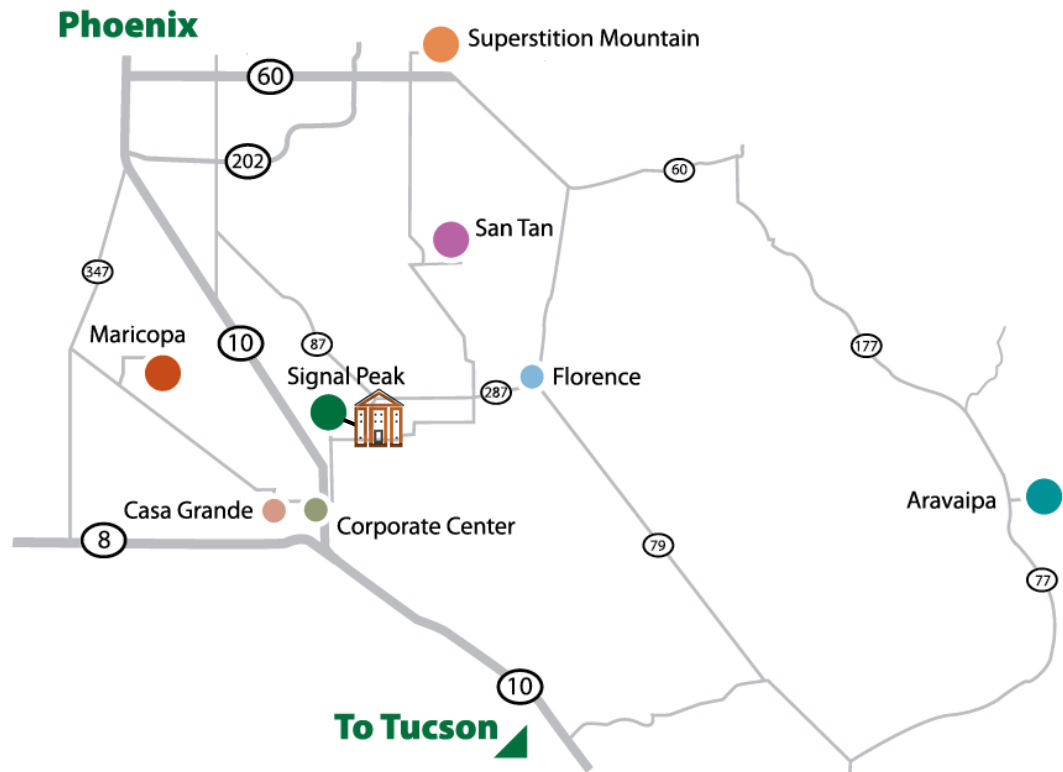 Phoenix
Superstition Mountain
60
202
60
San Tan
347
Maricopa
10
87
177
Signal Peak
287
Florence
Casa Grande
Corporate Center
Aravaipa
8
79
77
10
To Tucson